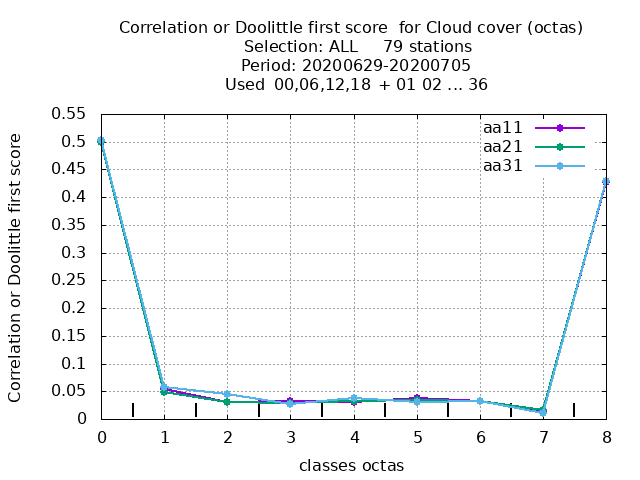 Correlation or Doolittle first score  for Cloud cover (octas)
Selection: ALL     79 stations
Period: 20200629-20200705
Used  00,06,12,18 + 01 02 ... 36
Correlation or Doolittle first score
0.55
0.5
0.45
0.4
0.35
0.3
0.25
0.2
0.15
0.1
0.05
0
aa11
aa21
aa31
0 1 2 3 4 5 6 7 8
classes octas